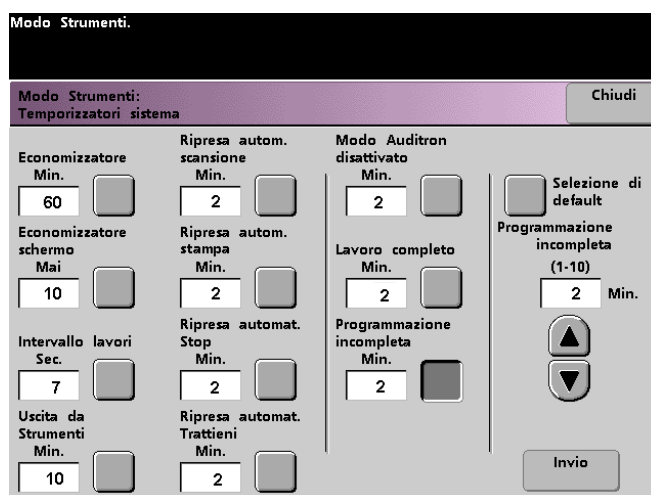 Modo Strumenti.
Modo Strumenti:
Temporizzatori sistema
Chiudi
Economizzatore
Min.
60
Economizzatore
schermo
Mai
10
Intervallo lavori
Sec.
7
Uscita da
Strumenti
Min.
10
Ripresa autom.
scansione
Min.
2
Ripresa autom.
stampa
Min.
2
Ripresa automat.
Stop
Min.
2
Ripresa automat.
Trattieni
Min.
2
Modo Auditron
disattivato
Min.
2
Lavoro completo
Min.
2
Programmazione
incompleta
Min.
2
Selezione di
default
Programmazione
incompleta
(1-10)
2 Min.
Invio